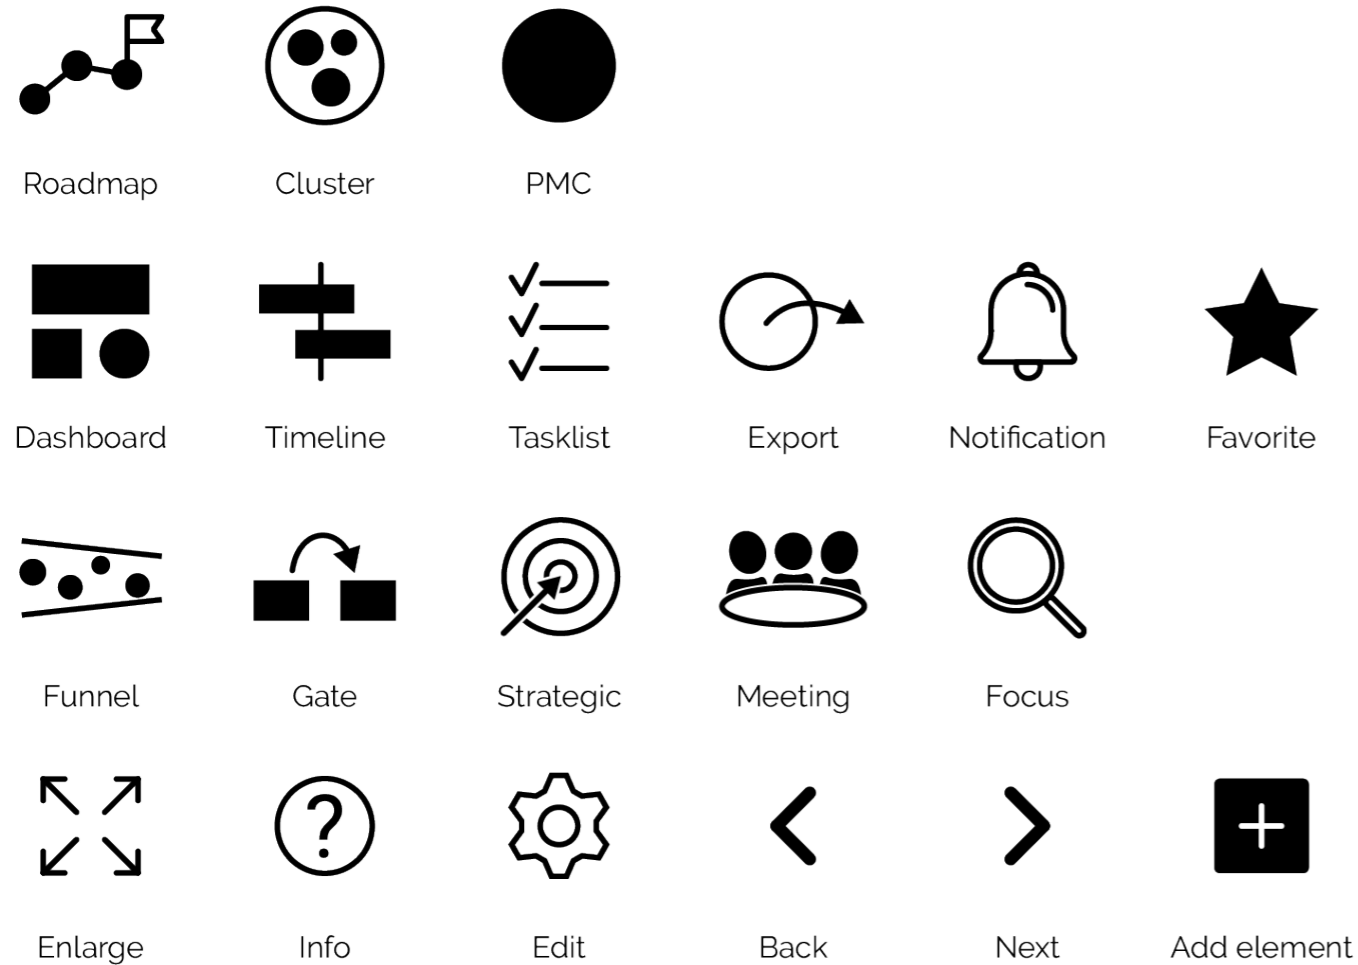 Roadmap
Cluster
PMC
Dashboard
Timeline
Tasklist
Export
Notification
Favorite
Funnel
Gate
Strategic
Meeting
Focus
?
Enlarge
Info
Edit
Back
Next
Add element